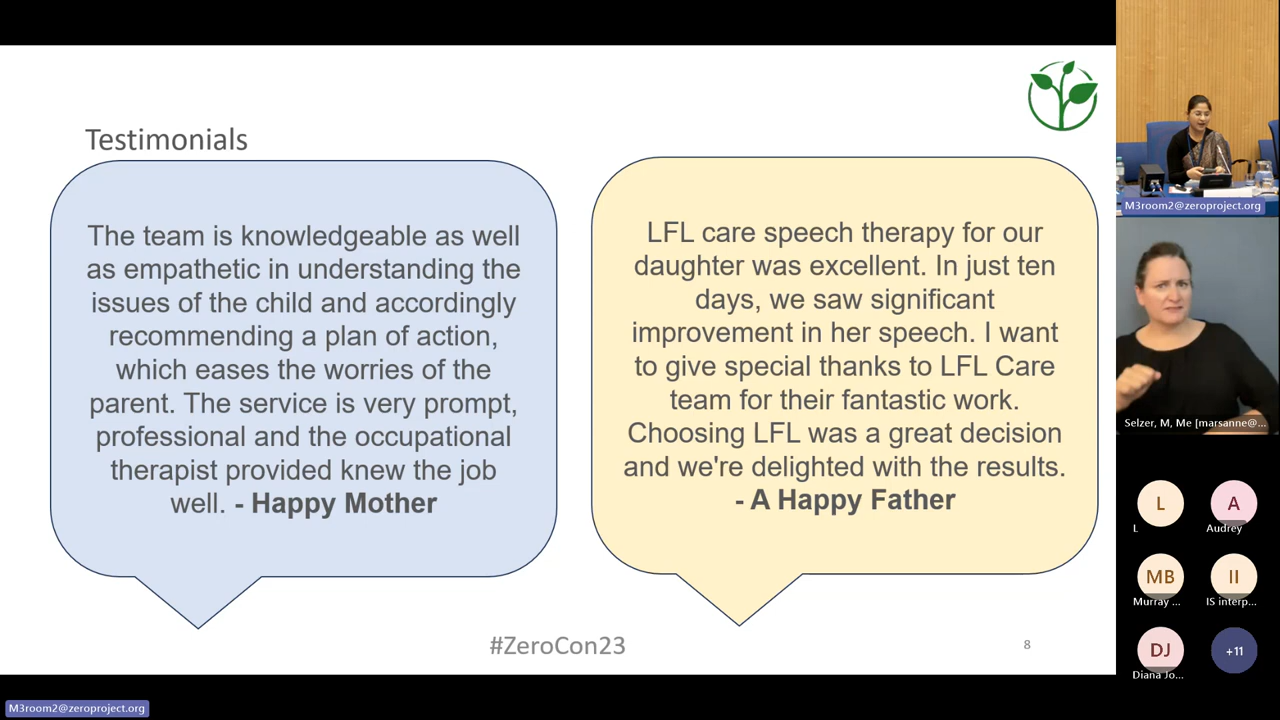 Testimonials
The team is knowledgeable as well
as empathetic in understanding the
issues of the child and accordingly
recommending a plan of action,
which eases the worries of the
parent. The service is very prompt,
professional and the occupational
therapist provided knew the job
well. - Happy Mother
LFL care speech therapy for our
daughter was excellent. In just ten
days, we saw significant
improvement in her speech. I want
to give special thanks to LFL Care
team for their fantastic work.
Choosing LFL was a great decision
and we're delighted with the results.
- A Happy Father
#ZeroCon23
8
M3room2@zeroproject.org
Selzer, M, Me [marsanne@...
L
A
L
Audrey
MB
II
Murray ...
IS interp...
DJ
+11
Diana Jo...
M3room2@zeroproject.org